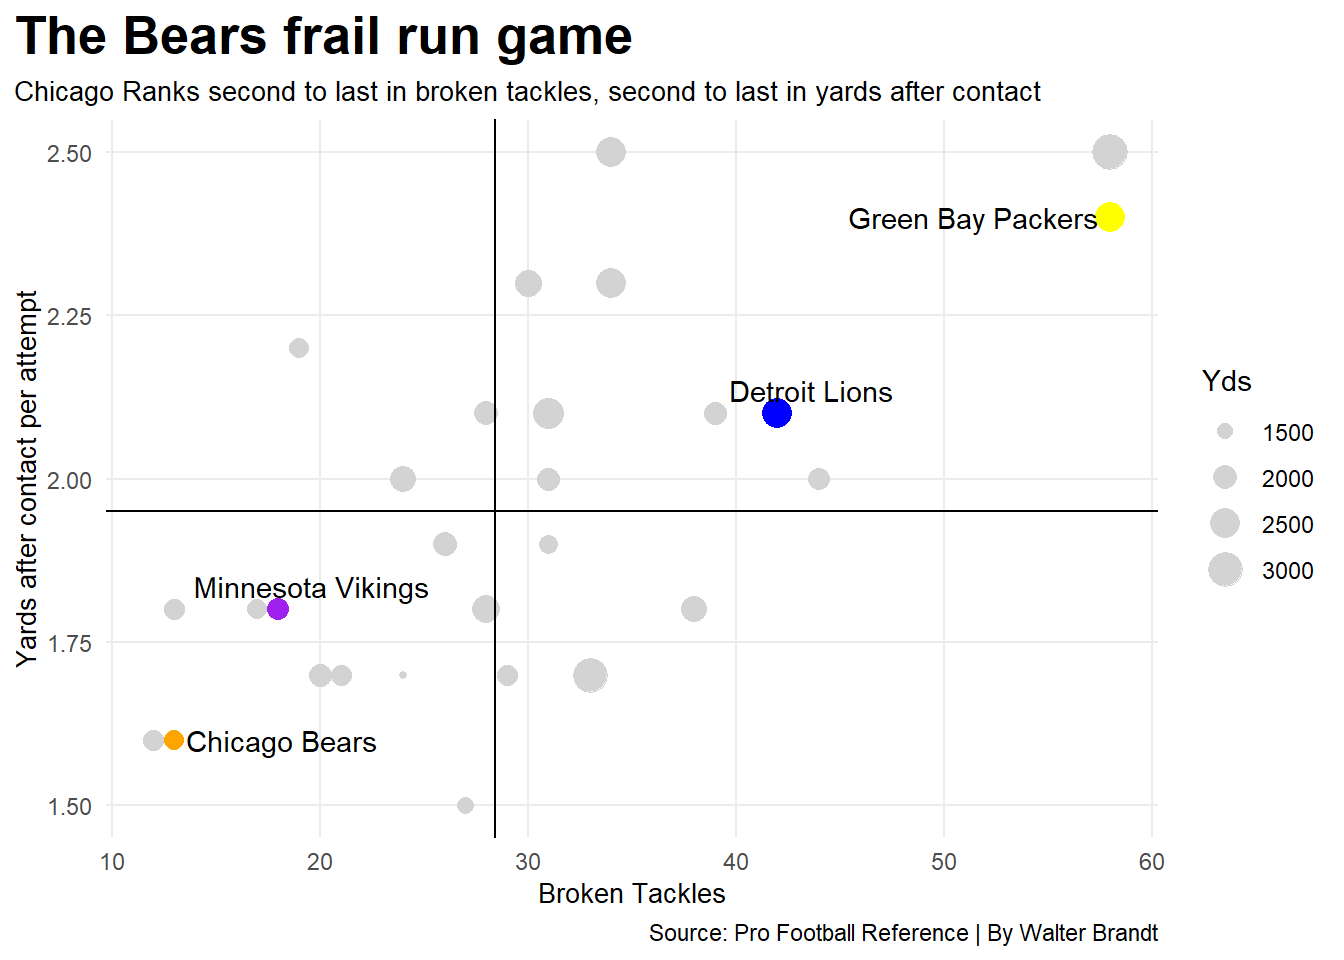 The Bears frail run game
Chicago Ranks second to last in broken tackles, second to last in yards after contact
Yards after contact per attempt
2.50
2.25
2.00
1.75
1.50
Green Bay Packers
Detroit Lions
Minnesota Vikings
Chicago Bears
10 20 30 40 50 60
Broken Tackles
Yds
1500
2000
2500
3000
Source: Pro Football Reference | By Walter Brandt